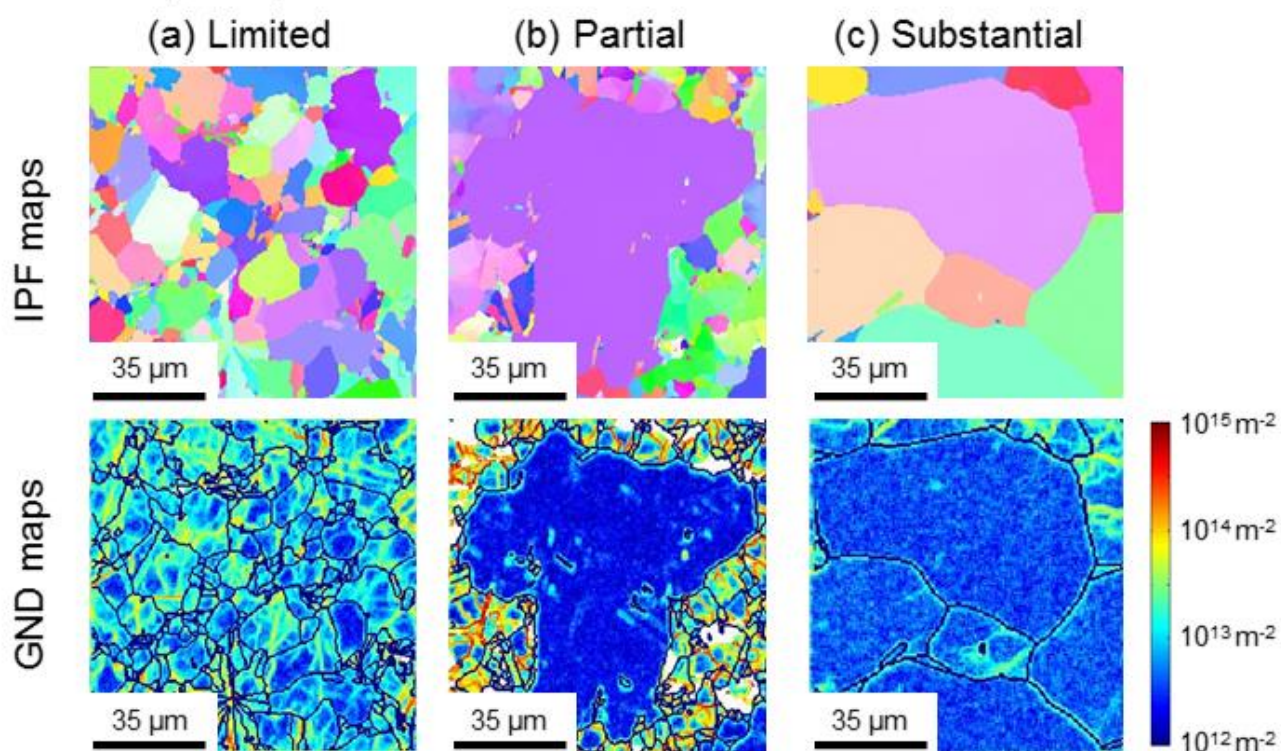 (a) Limited
(b) Partial
(c) Substantial
IPF maps
35 µm
35 µm
35 µm
GND maps
35 µm
35 µm
35 µm
10¹⁵ m⁻²
10¹⁴ m⁻²
10¹³ m⁻²
10¹² m⁻²